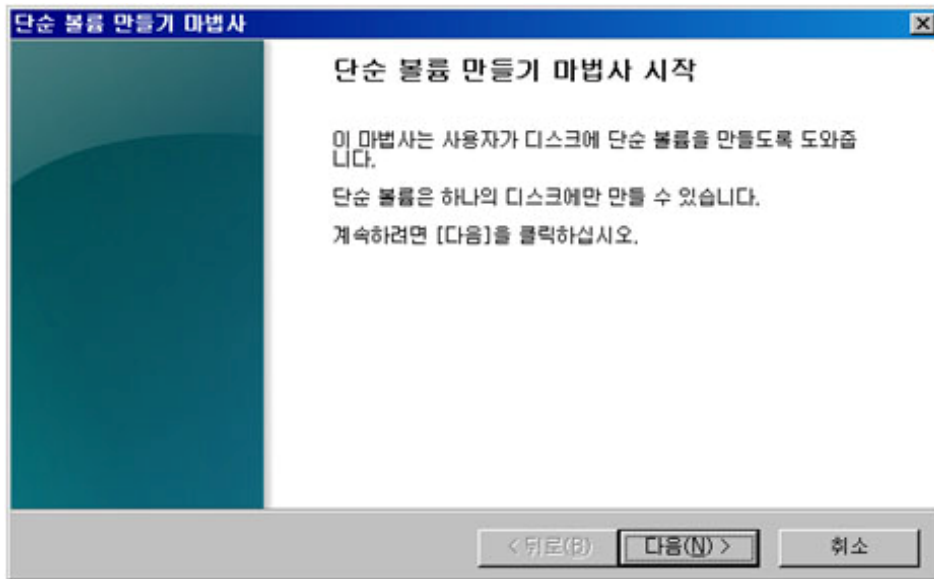 단순 볼륨 만들기 마법사
단순 볼륨 만들기 마법사 시작
이 마법사는 사용자가 디스크에 단순 볼륨을 만들도록 도와줍
니다.
단순 볼륨은 하나의 디스크에만 만들 수 있습니다.
계속하려면 [다음]을 클릭하십시오.
< 뒤로(B) 다음(N) > 취소